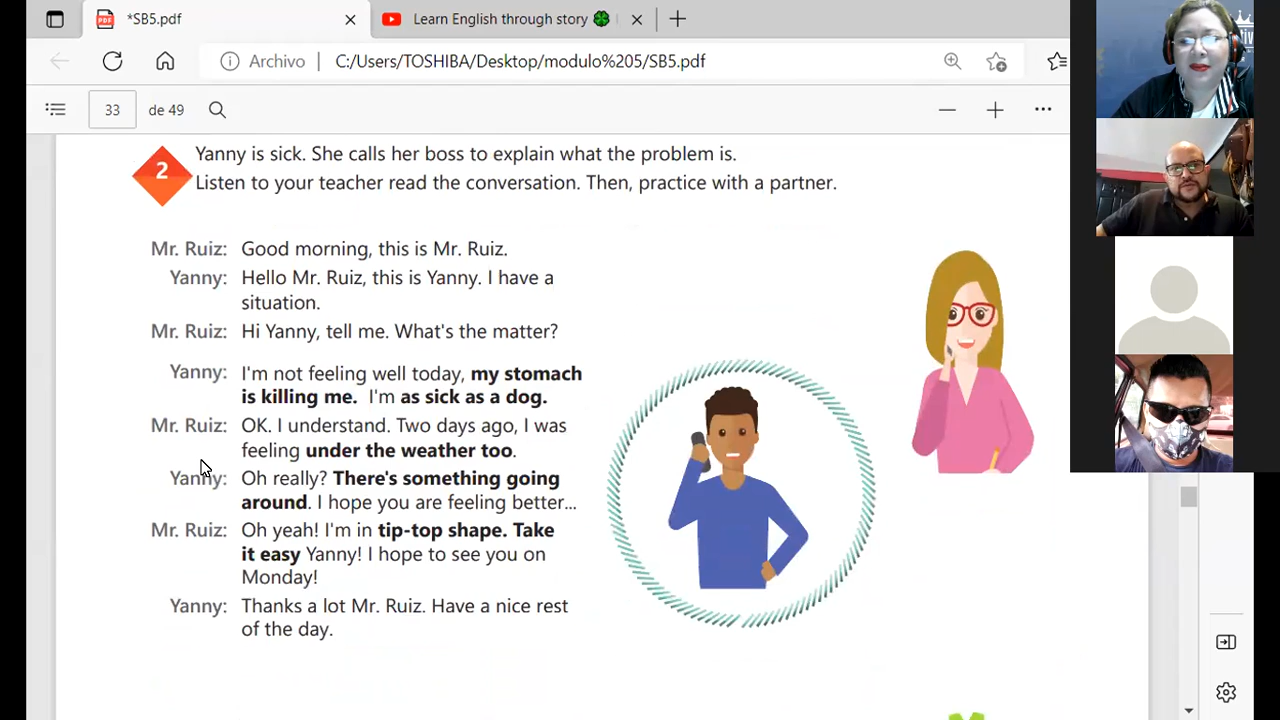 *SB5.pdf
Learn English through story 🍀
Archivo
C:/Users/TOSHIBA/Desktop/modulo%205/SB5.pdf
33
de 49
2
Yanny is sick. She calls her boss to explain what the problem is.
Listen to your teacher read the conversation. Then, practice with a partner.
Mr. Ruiz: Good morning, this is Mr. Ruiz.
Yanny: Hello Mr. Ruiz, this is Yanny. I have a
situation.
Mr. Ruiz: Hi Yanny, tell me. What's the matter?
Yanny: I'm not feeling well today, my stomach
is killing me. I'm as sick as a dog.
Mr. Ruiz: OK. I understand. Two days ago, I was
feeling under the weather too.
Yanny: Oh really? There's something going
around. I hope you are feeling better...
Mr. Ruiz: Oh yeah! I'm in tip-top shape. Take
it easy Yanny! I hope to see you on
Monday!
Yanny: Thanks a lot Mr. Ruiz. Have a nice rest
of the day.